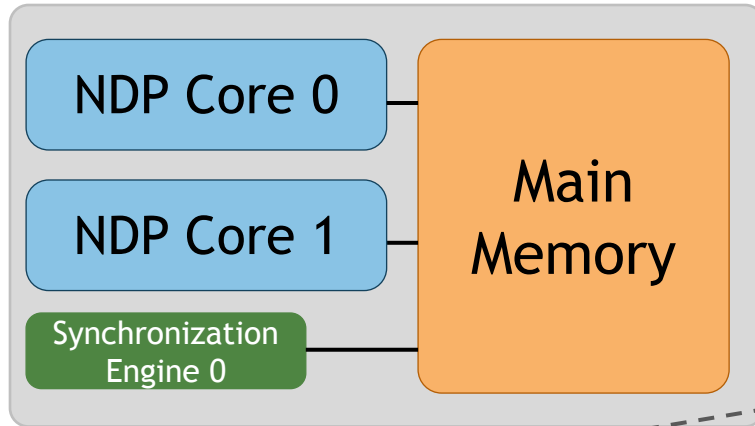 NDP Core 0
NDP Core 1
Synchronization
Engine 0
Main
Memory